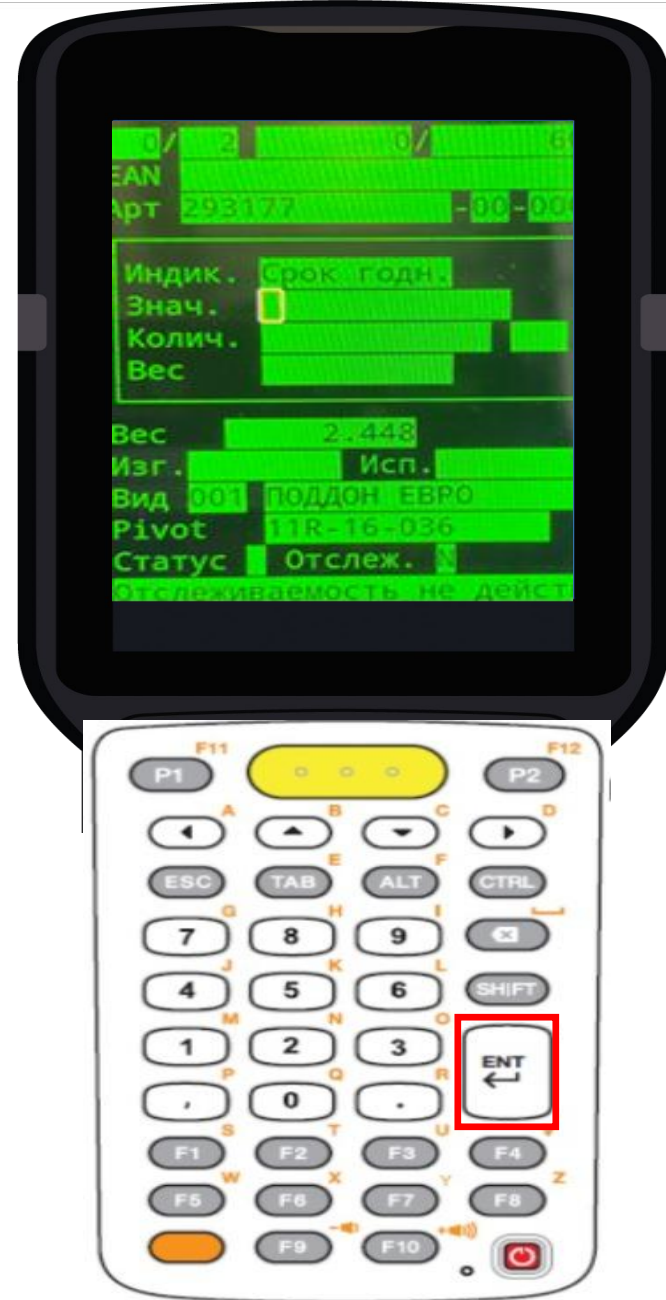 0/ 2 0/ 6
EAN
Арт 293177 -00-000
Индик. Срок годн.
Знач.
Колич.
Вес
Вес 2.448
Изг. Исп.
Вид 001 ПОДДОН ЕВРО
Pivot 11R-16-036
Статус Отслеж. N
Отслеживаемость не дейст
F11 F12
P1 P2
A B C D
E F
ESC TAB ALT CTRL
G H I
7 8 9
J K L
4 5 6 SHIFT
M N O
1 2 3 ENT
P Q R
, 0 .
S T U
F1 F2 F3 F4
W X Y Z
F5 F6 F7 F8
F9 F10